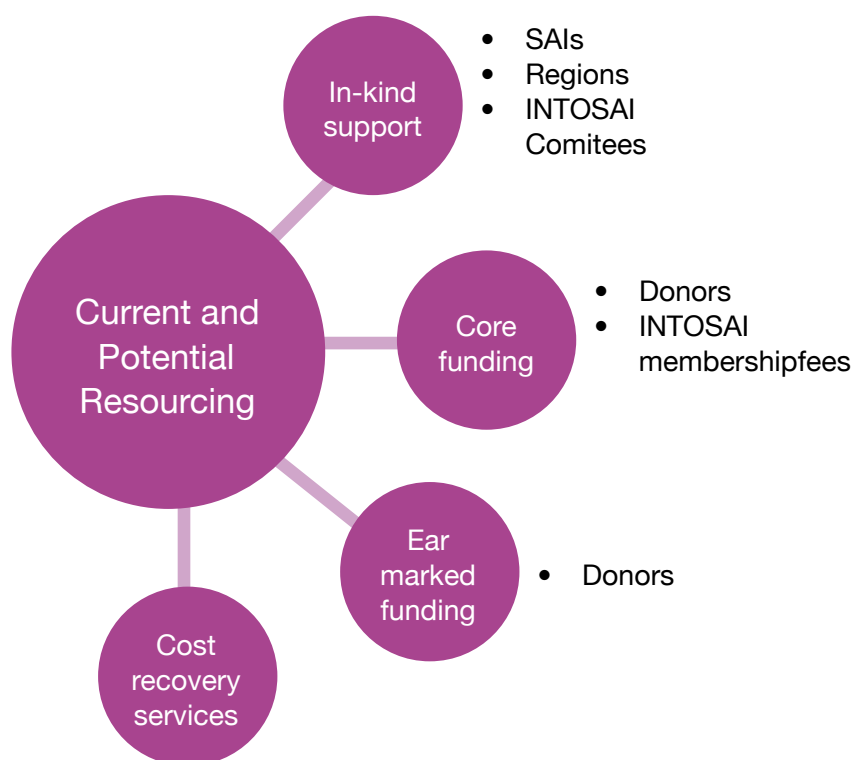 In-kind
support
• SAIs
• Regions
• INTOSAI
Comitees
Current and
Potential
Resourcing
Core
funding
• Donors
• INTOSAI
membershipfees
Ear
marked
funding
• Donors
Cost
recovery
services